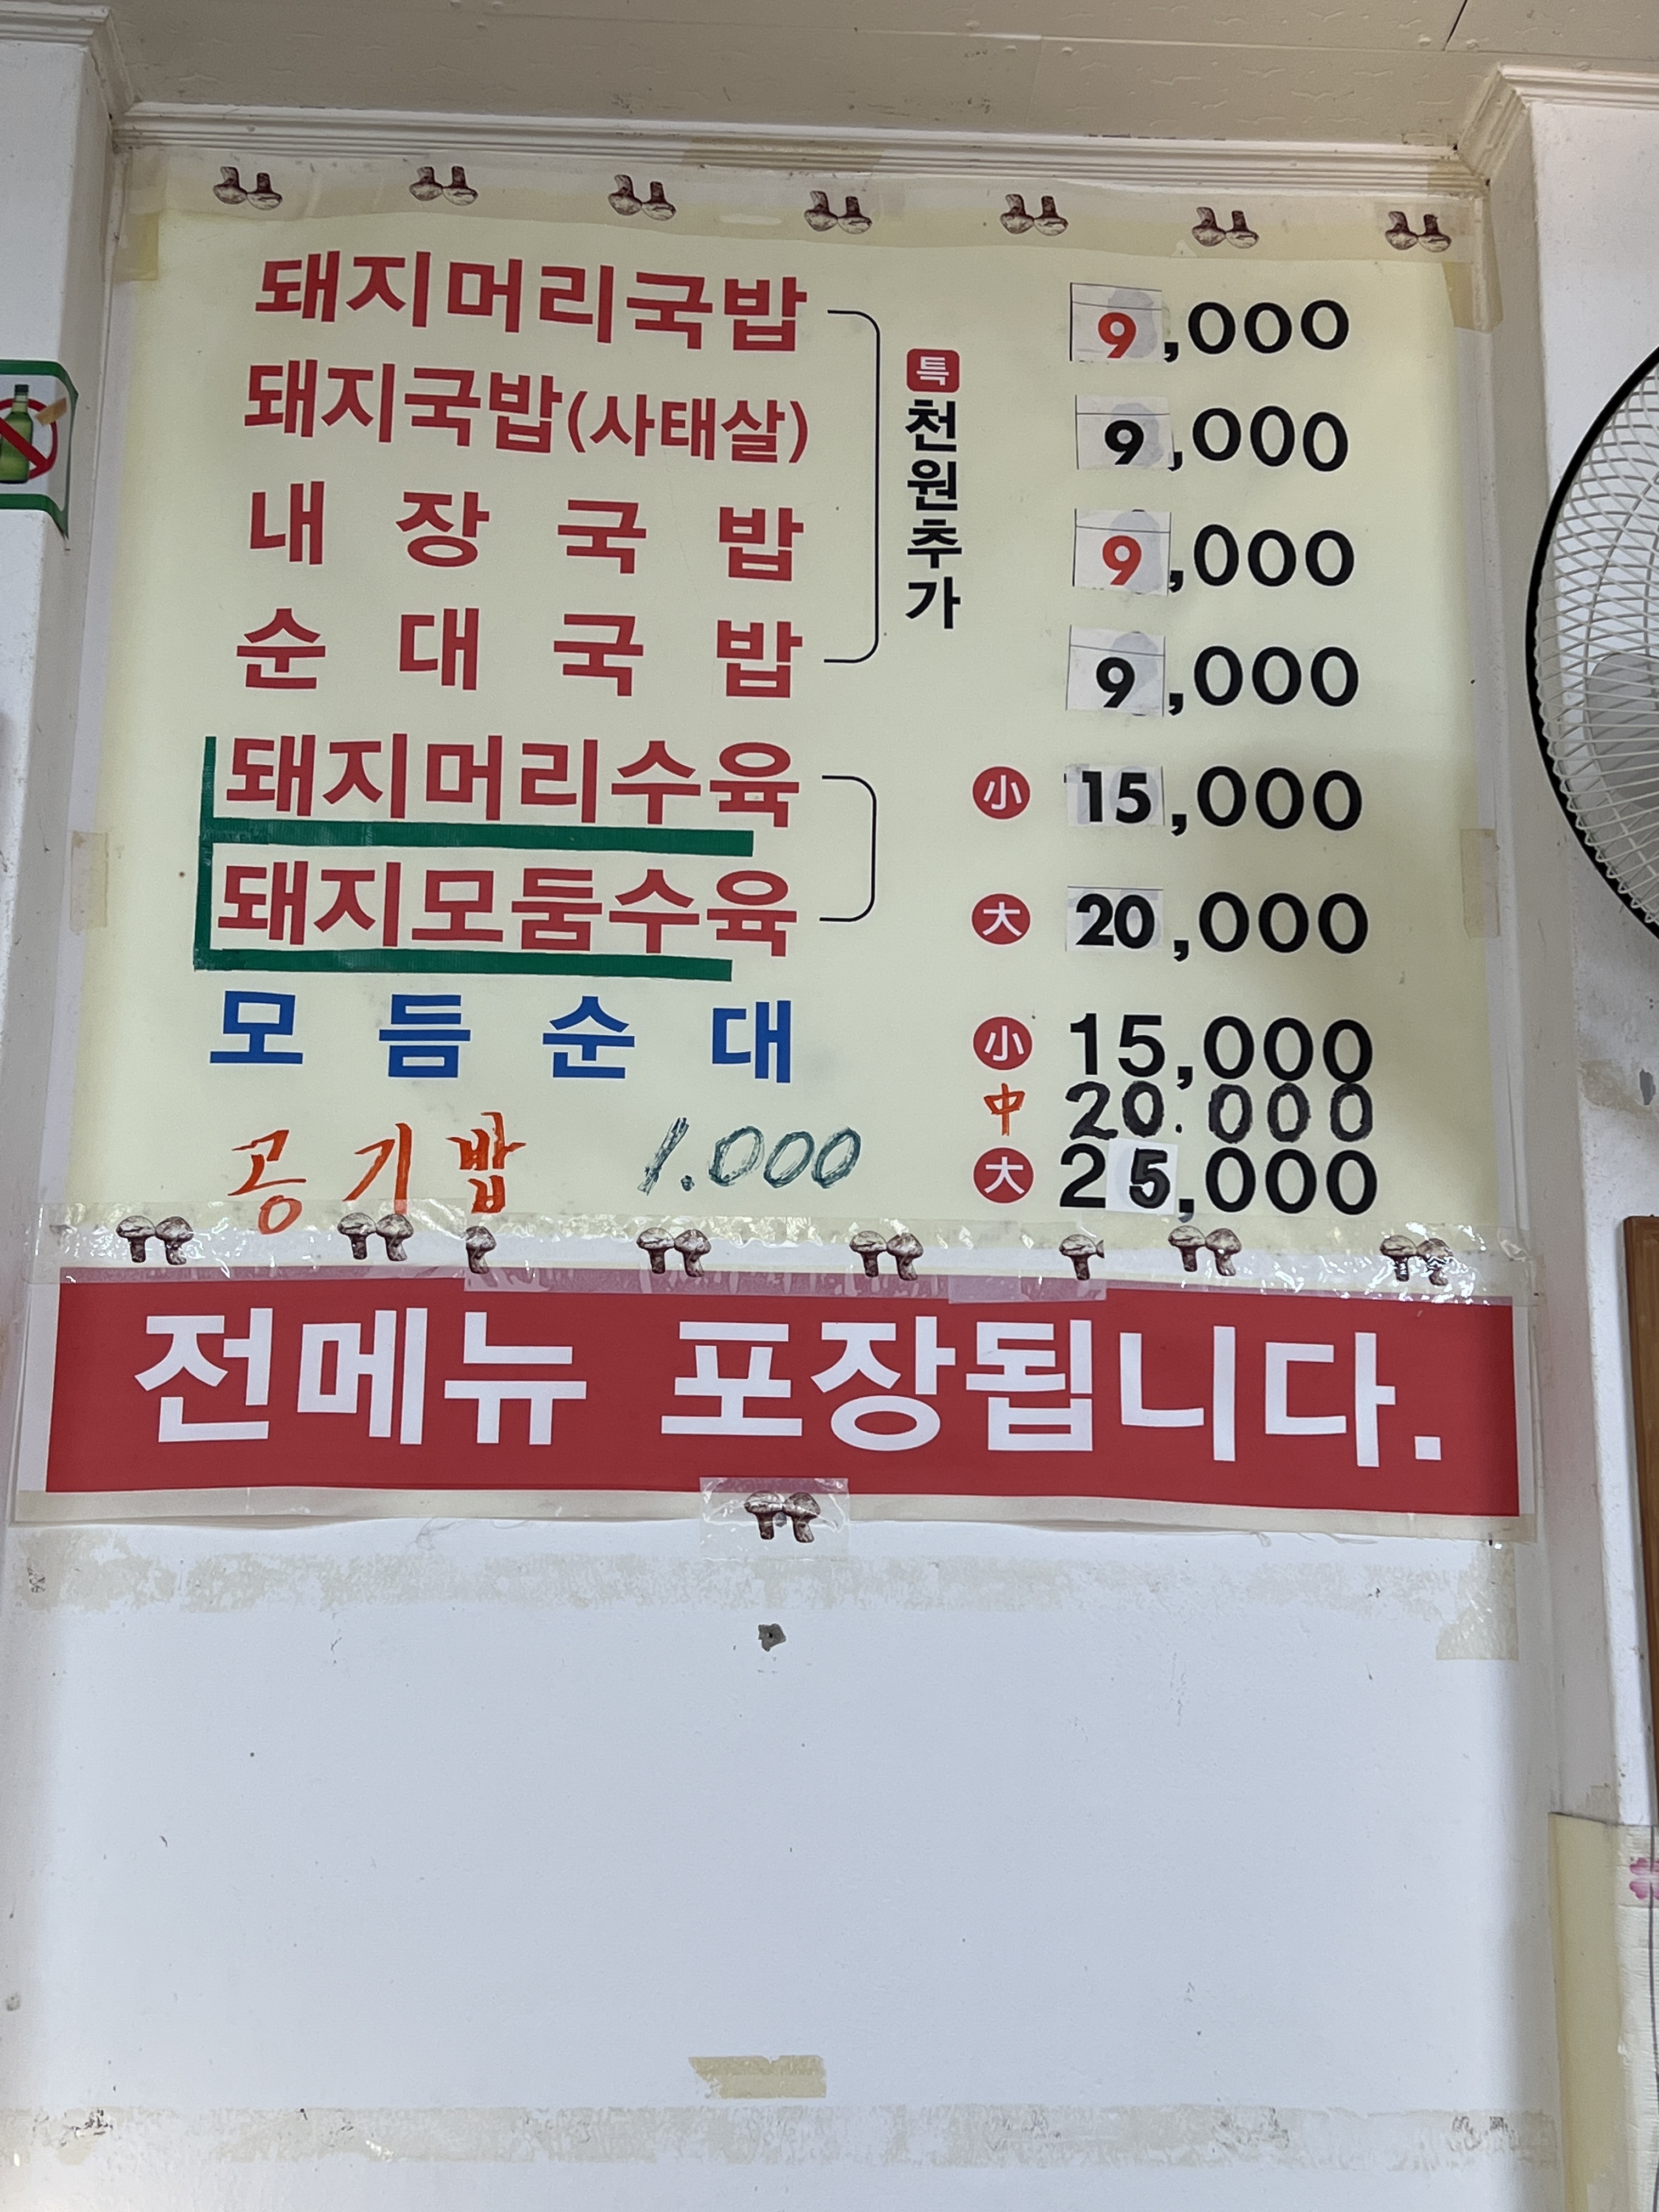 돼지머리국밥 9,000
돼지국밥(사태살) 9,000
내장국밥 9,000
순대국밥 9,000
특 천원추가
돼지머리수육 小 15,000
돼지모둠수육 大 20,000
모듬순대 小 15,000
中 20.000
공기밥 1.000 大 25,000
전메뉴 포장됩니다.